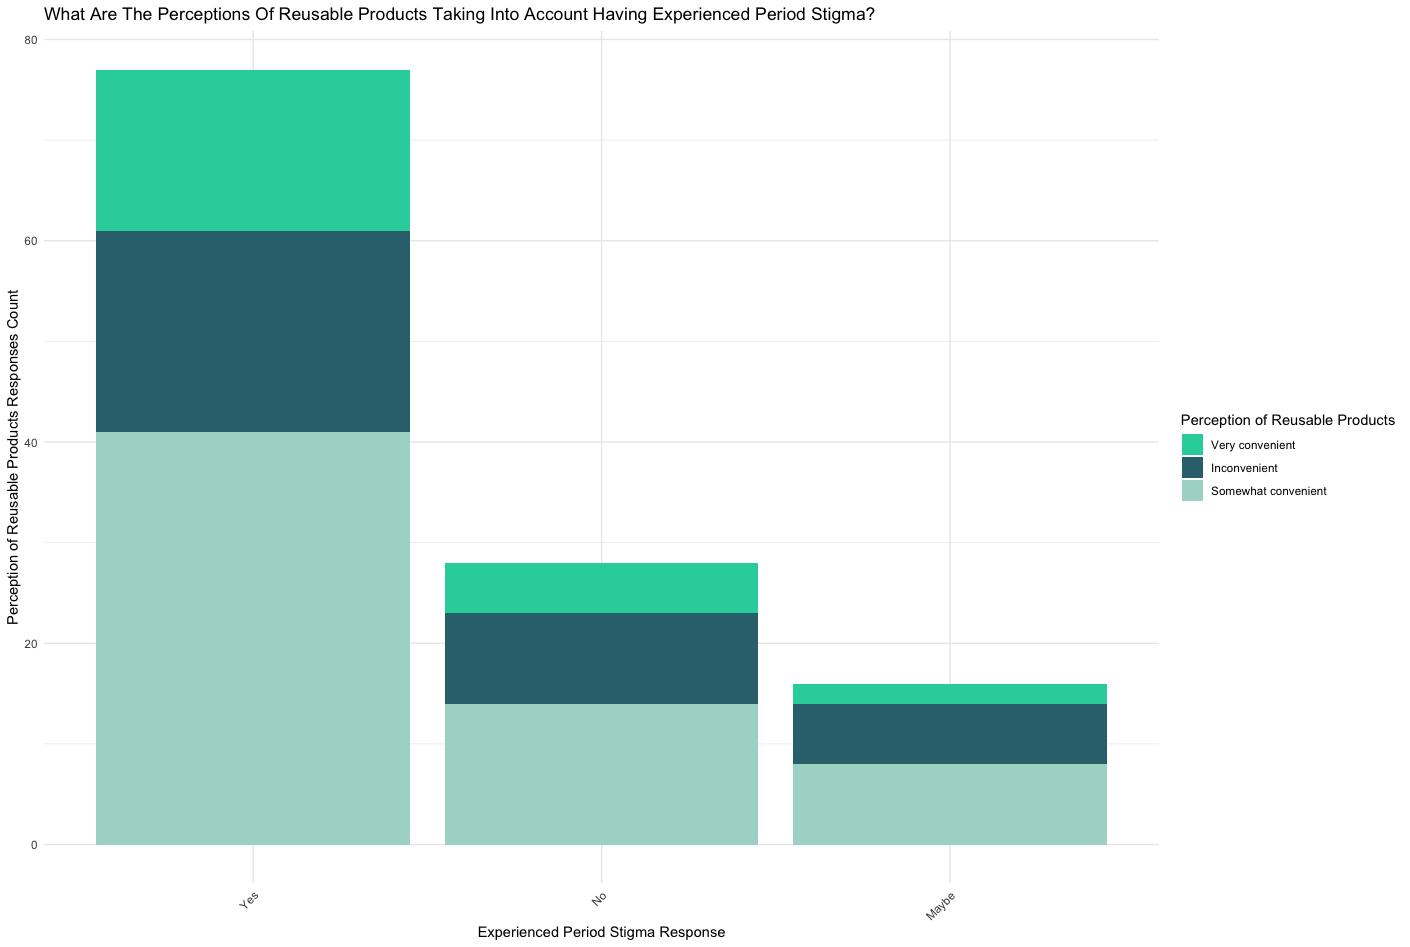 What Are The Perceptions Of Reusable Products Taking Into Account Having Experienced Period Stigma?
Perception of Reusable Products Responses Count
80
60
40
20
0
Yes
No
Maybe
Experienced Period Stigma Response
Perception of Reusable Products
Very convenient
Inconvenient
Somewhat convenient